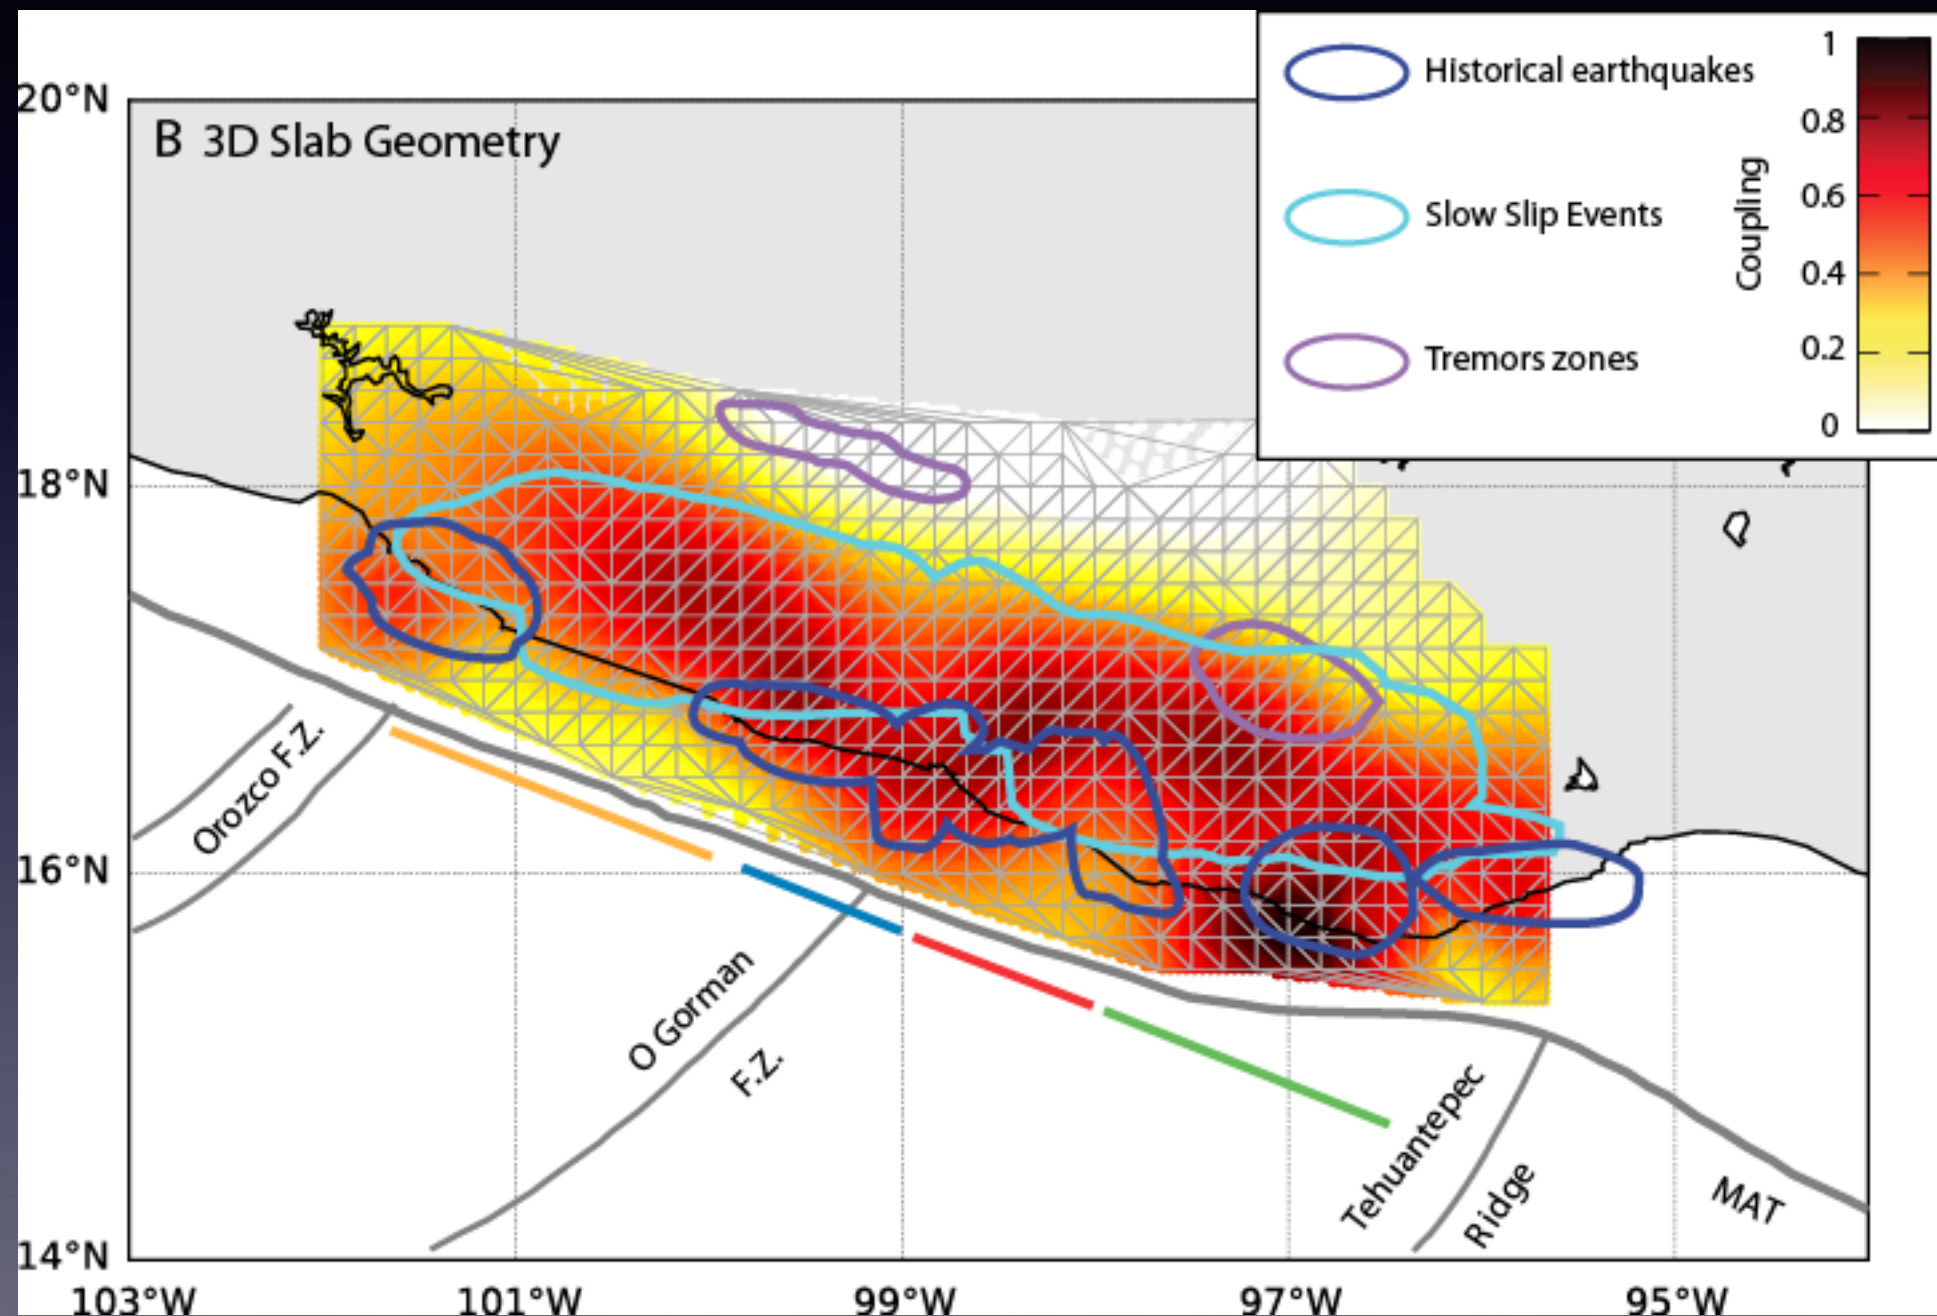 Historical earthquakes
Slow Slip Events
Tremors zones
Coupling
1
0.8
0.6
0.4
0.2
0
B 3D Slab Geometry
20°N
18°N
16°N
14°N
103°W
101°W
99°W
97°W
95°W
Orozco F.Z.
O Gorman
F.Z.
Tehuantepec
Ridge
MAT